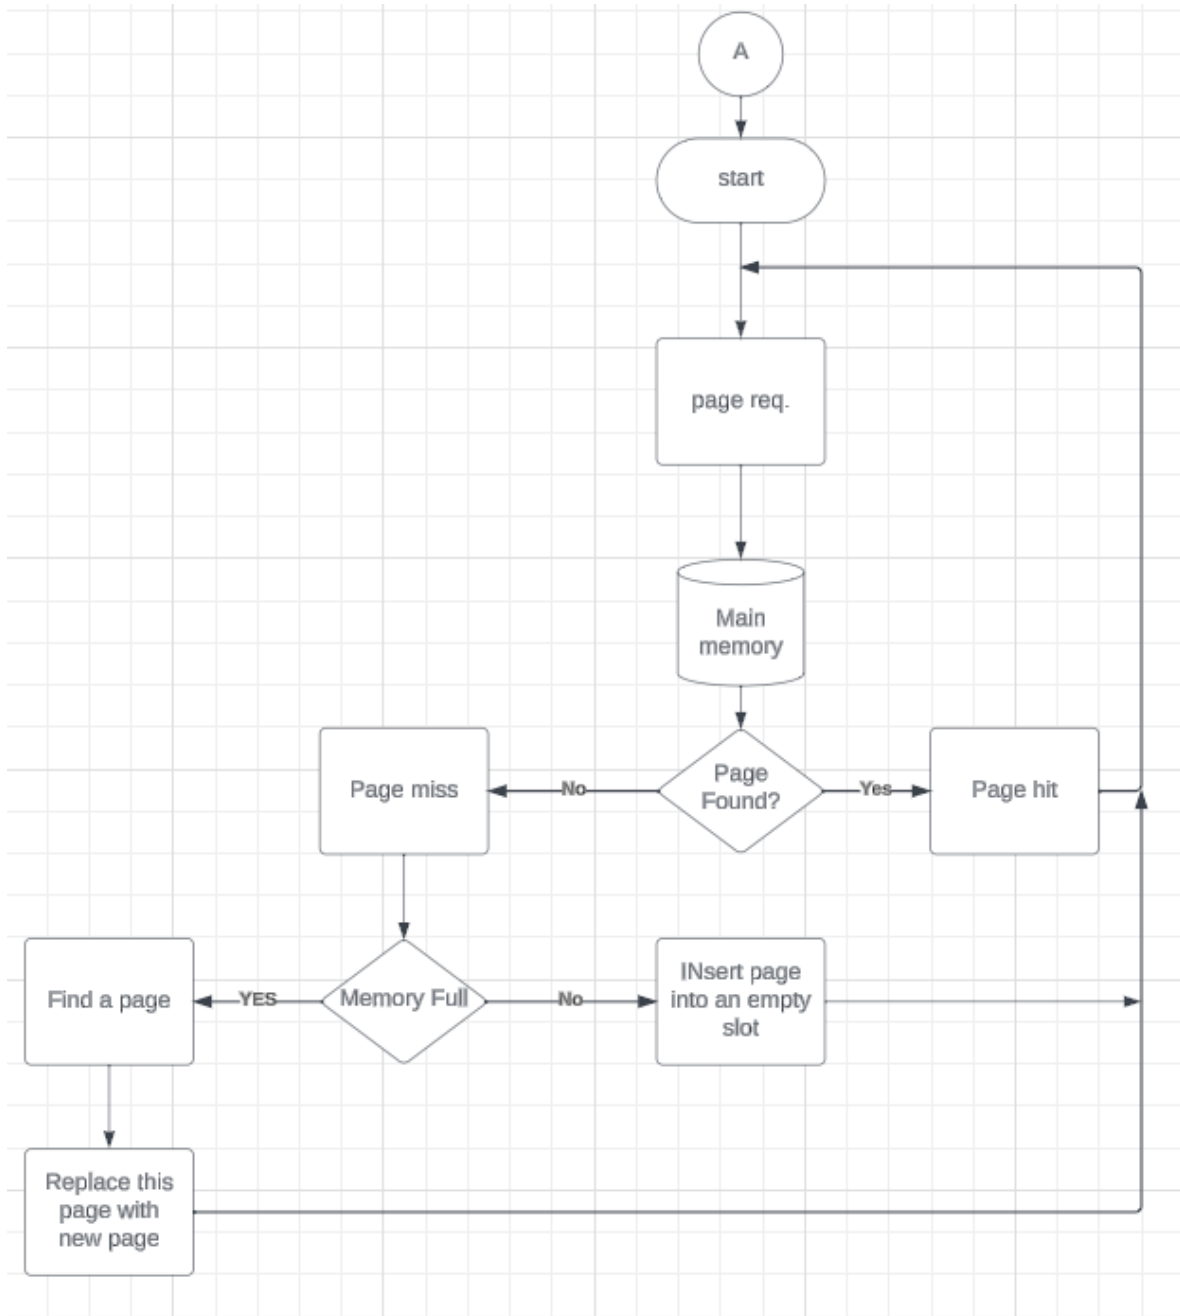 A
start
page req.
Main
memory
Page
Found?
No
Yes
Page miss
Page hit
Find a page
YES
Memory Full
No
INsert page
into an empty
slot
Replace this
page with
new page